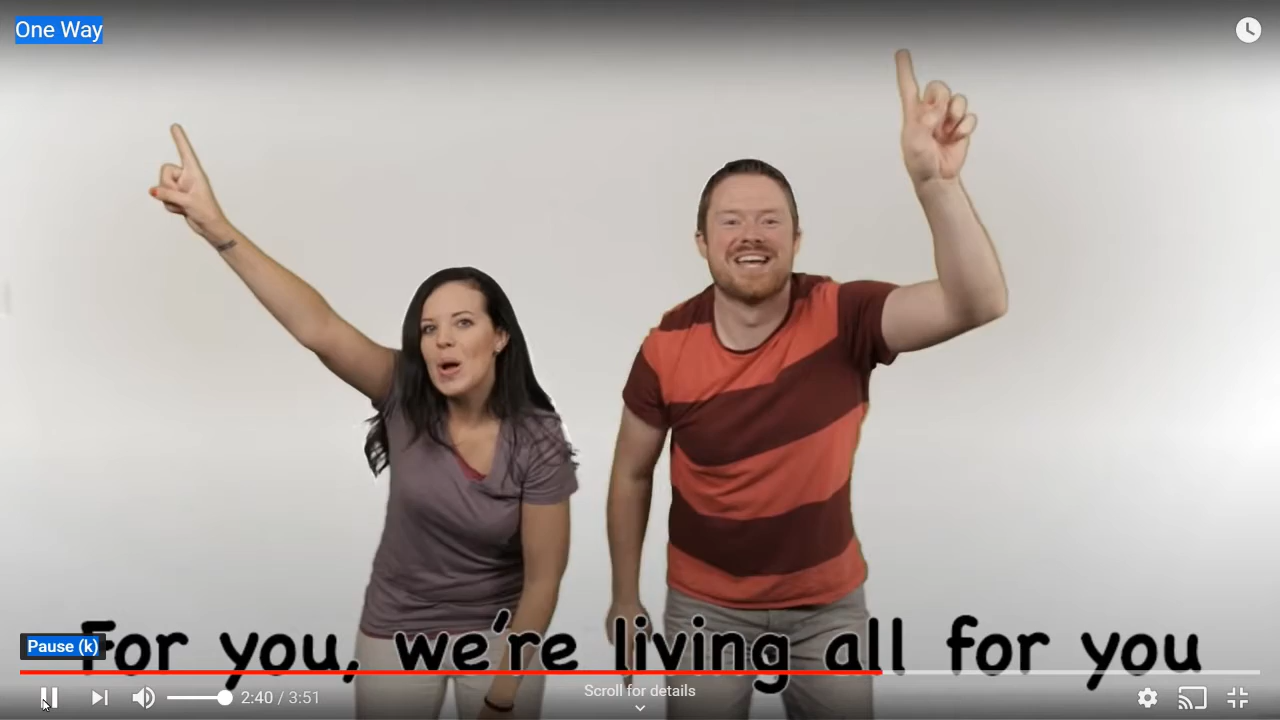 One Way
For you, we're living all for you
Pause (k)
Scroll for details
2:40 / 3:51